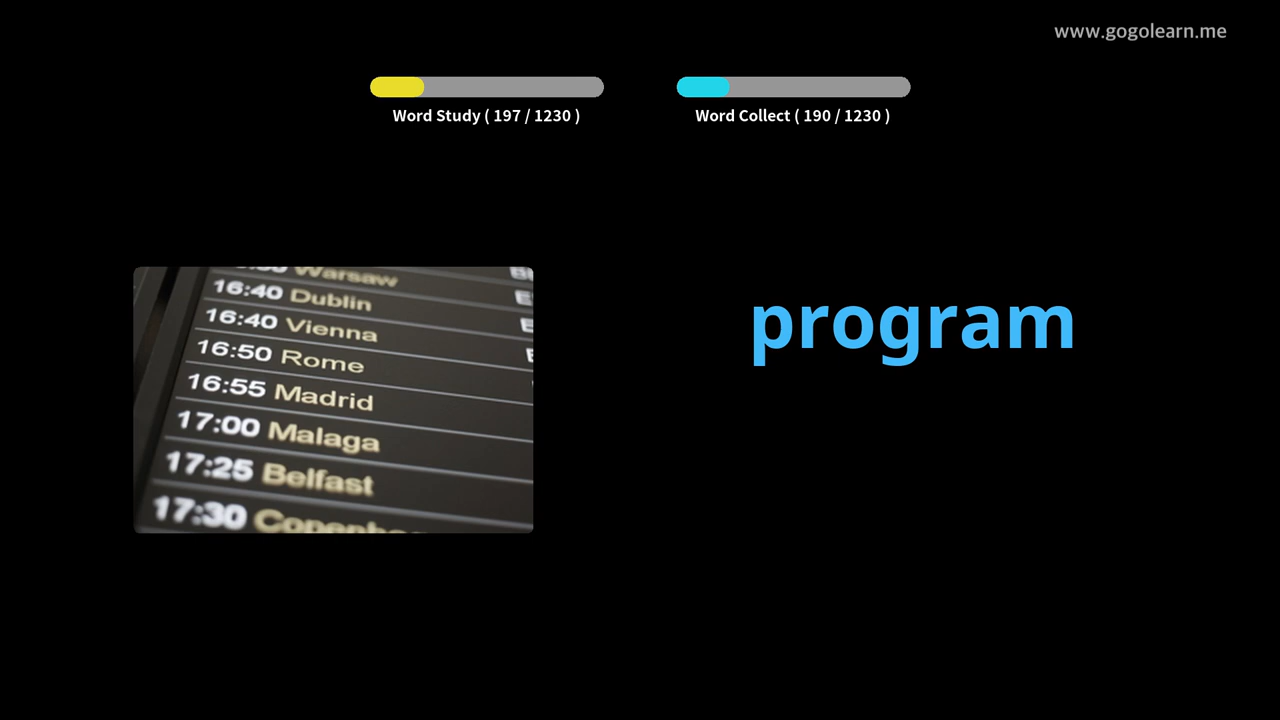 www.gogolearn.me
Word Study ( 197 / 1230 )
Word Collect ( 190 / 1230 )
Warsaw
16:40 Dublin
16:40 Vienna
16:50 Rome
16:55 Madrid
17:00 Malaga
17:25 Belfast
17:30
program